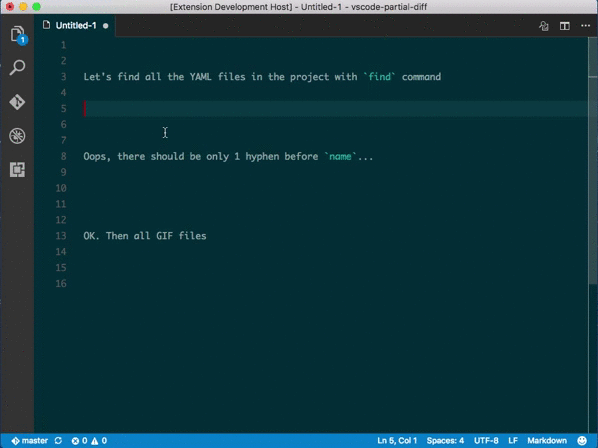 [Extension Development Host] - Untitled-1 - vscode-partial-diff
Untitled-1
1
1
2
3 Let's find all the YAML files in the project with `find` command
4
5
6
7
8 Oops, there should be only 1 hyphen before `name`...
9
10
11
12
13 OK. Then all GIF files
14
15
16
master 0 0 Ln 5, Col 1 Spaces: 4 UTF-8 LF Markdown